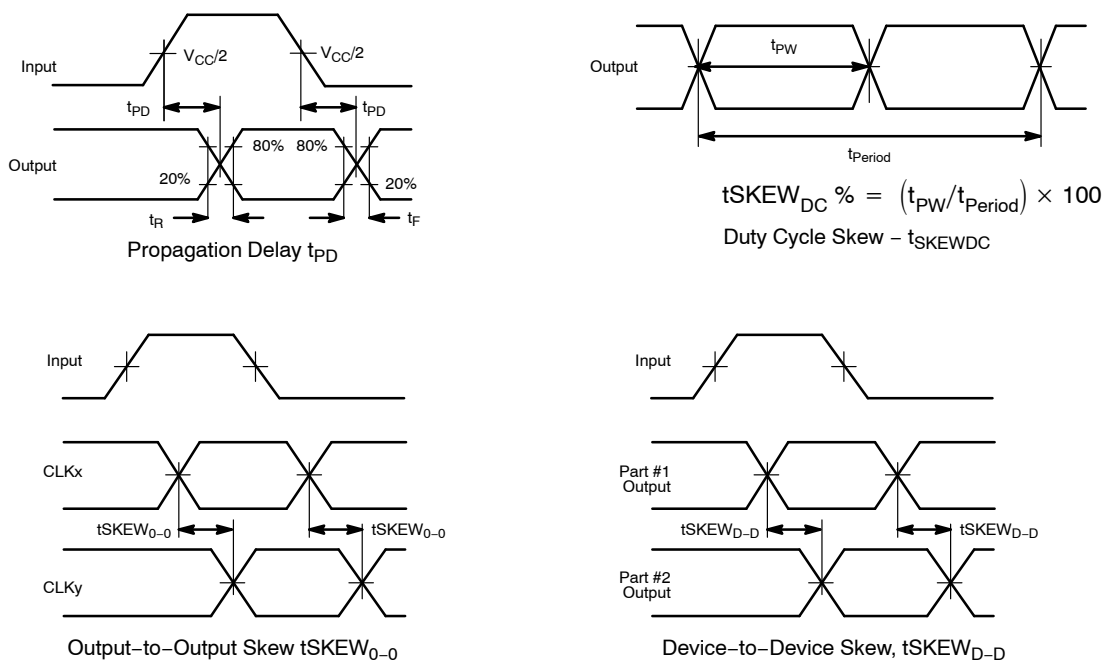 V_CC/2
V_CC/2
Input
t_PD
t_PD
80% 80%
Output
20%
20%
t_R
t_F
Propagation Delay t_PD
t_PW
Output
t_Period
tSKEW_DC % = (t_PW/t_Period) × 100
Duty Cycle Skew − t_SKEWDC
Input
CLKx
tSKEW_0−0
tSKEW_0−0
CLKy
Output−to−Output Skew tSKEW_0−0
Input
Part #1
Output
tSKEW_D−D
tSKEW_D−D
Part #2
Output
Device−to−Device Skew, tSKEW_D−D